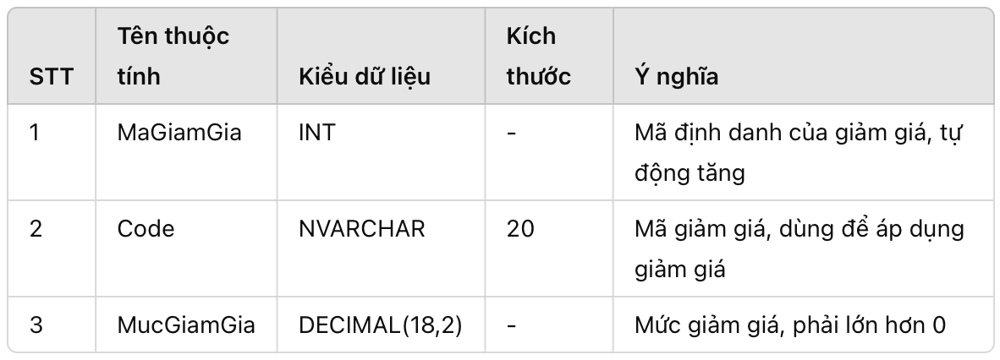 STT Tên thuộc tính Kiểu dữ liệu Kích thước Ý nghĩa
1 MaGiamGia INT - Mã định danh của giảm giá, tự
động tăng
2 Code NVARCHAR 20 Mã giảm giá, dùng để áp dụng
giảm giá
3 MucGiamGia DECIMAL(18,2) - Mức giảm giá, phải lớn hơn 0